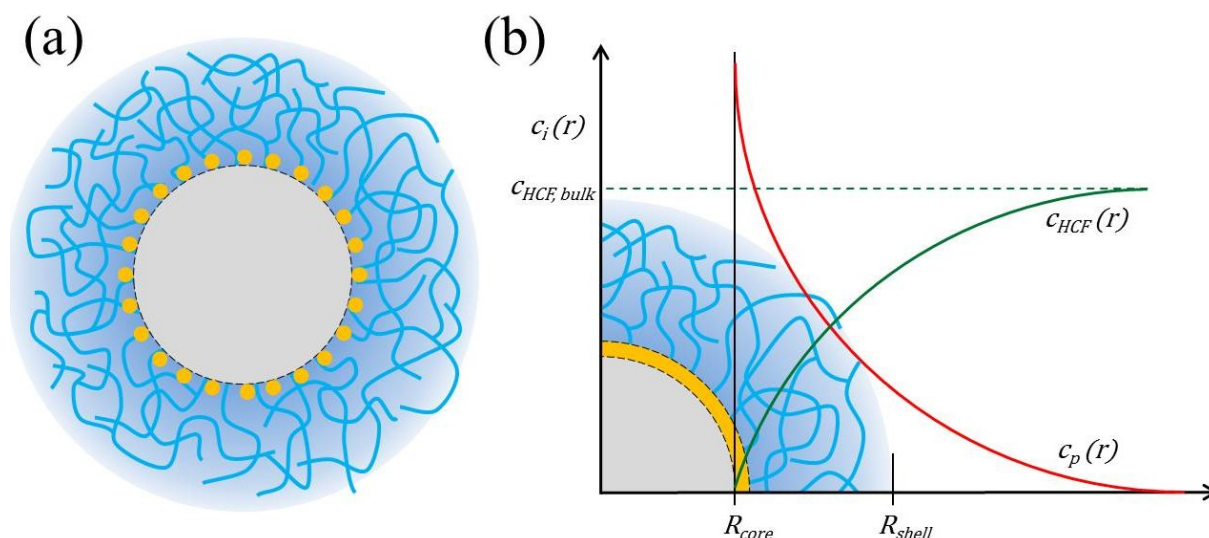 (a)
(b)
c_i(r)
c_HCF, bulk
c_HCF(r)
c_p(r)
R_core
R_shell